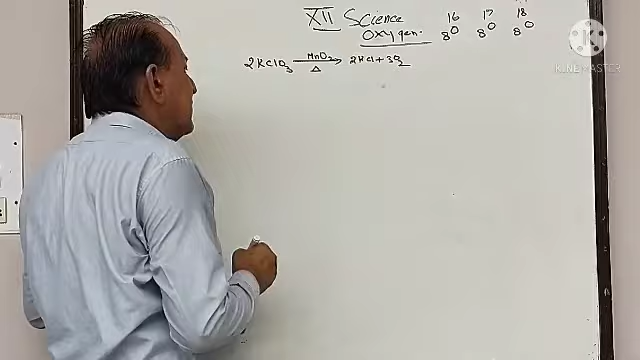 XII Science
16 17 18
Oxygen. 8O 8O 8O
2KClO3 MnO2 → Δ 2KCl + 3O2
KINEMASTER